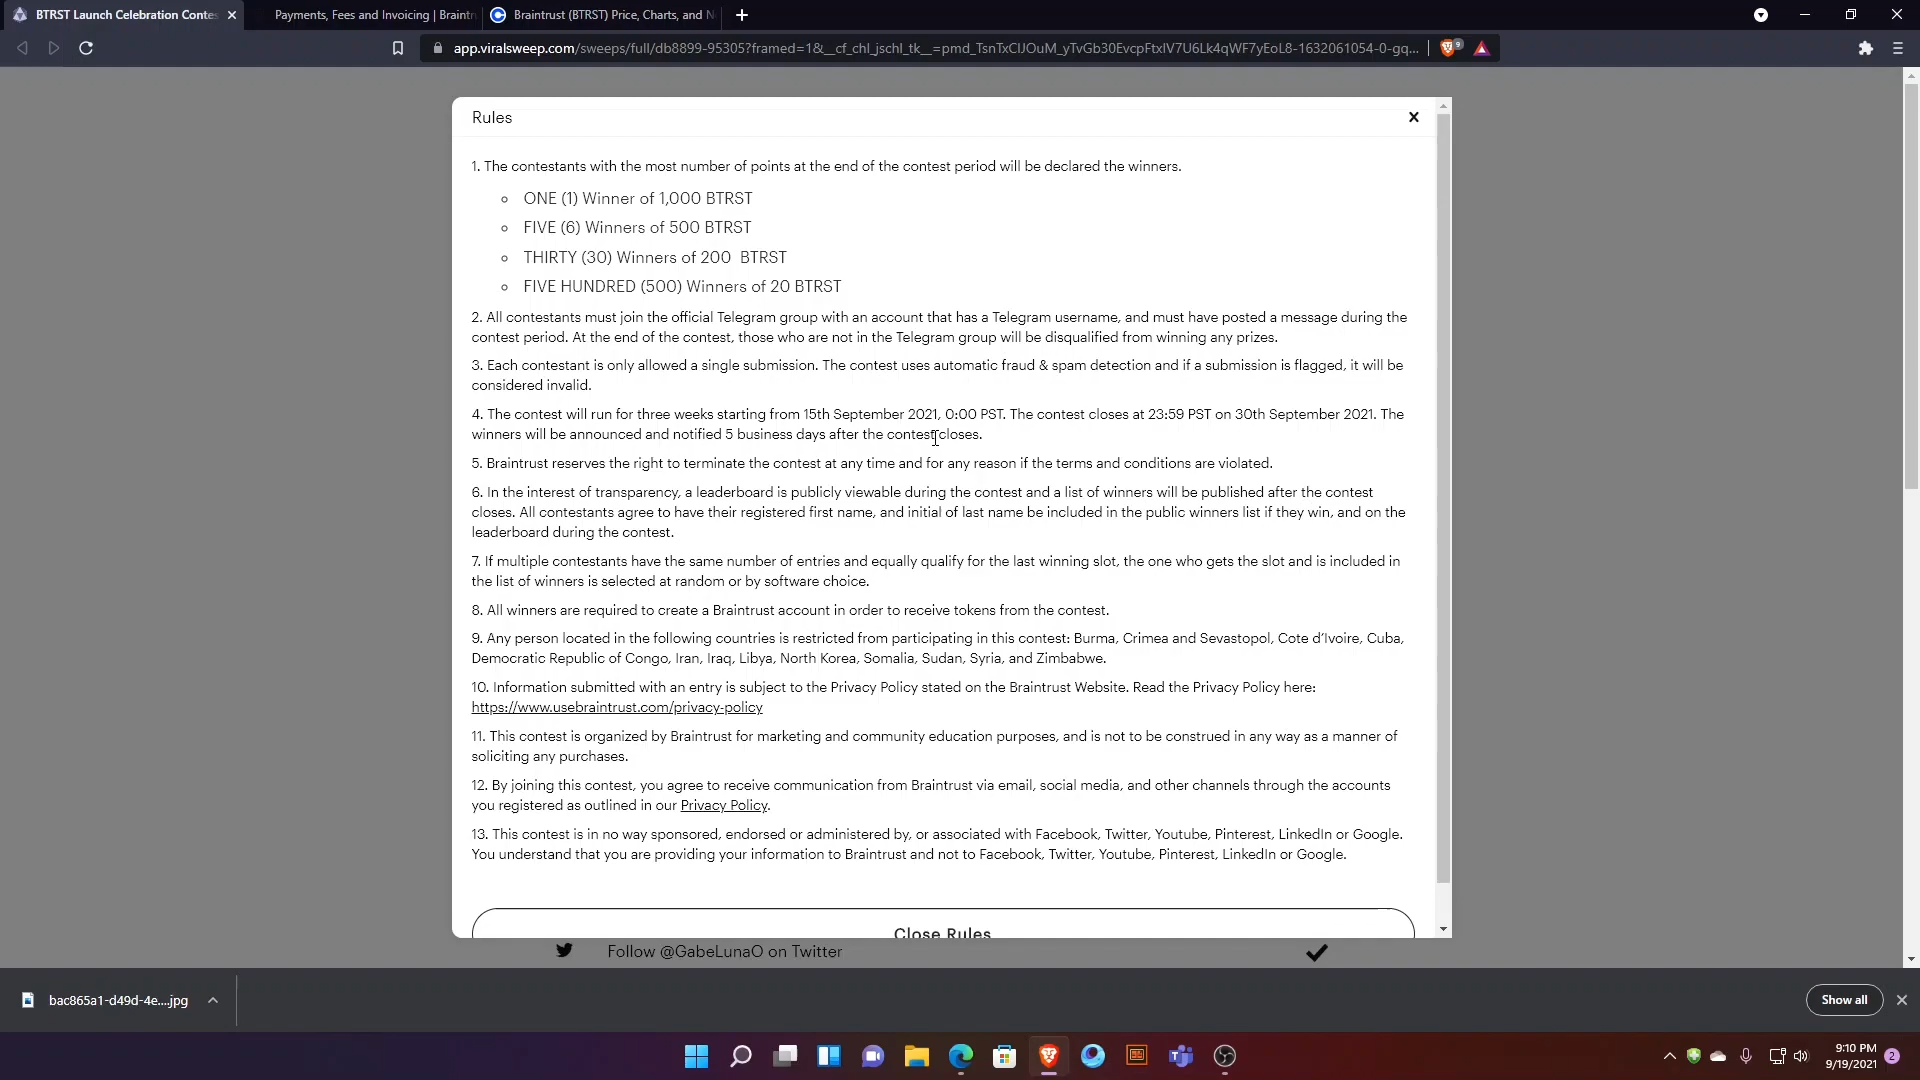 BTRST Launch Celebration Contes
Payments, Fees and Invoicing | Braintr
Braintrust (BTRST) Price, Charts, and N
app.viralsweep.com/sweeps/full/db8899-95305?framed=1&__cf_chl_jschl_tk__=pmd_TsnTxCIJOuM_yTvGb30EvcpFtxIV7U6Lk4qWF7yEoL8-1632061054-0-gq...
9
Rules
1. The contestants with the most number of points at the end of the contest period will be declared the winners.
ONE (1) Winner of 1,000 BTRST
FIVE (6) Winners of 500 BTRST
THIRTY (30) Winners of 200 BTRST
FIVE HUNDRED (500) Winners of 20 BTRST
2. All contestants must join the official Telegram group with an account that has a Telegram username, and must have posted a message during the
contest period. At the end of the contest, those who are not in the Telegram group will be disqualified from winning any prizes.
3. Each contestant is only allowed a single submission. The contest uses automatic fraud & spam detection and if a submission is flagged, it will be
considered invalid.
4. The contest will run for three weeks starting from 15th September 2021, 0:00 PST. The contest closes at 23:59 PST on 30th September 2021. The
winners will be announced and notified 5 business days after the contest closes.
5. Braintrust reserves the right to terminate the contest at any time and for any reason if the terms and conditions are violated.
6. In the interest of transparency, a leaderboard is publicly viewable during the contest and a list of winners will be published after the contest
closes. All contestants agree to have their registered first name, and initial of last name be included in the public winners list if they win, and on the
leaderboard during the contest.
7. If multiple contestants have the same number of entries and equally qualify for the last winning slot, the one who gets the slot and is included in
the list of winners is selected at random or by software choice.
8. All winners are required to create a Braintrust account in order to receive tokens from the contest.
9. Any person located in the following countries is restricted from participating in this contest: Burma, Crimea and Sevastopol, Cote d'Ivoire, Cuba,
Democratic Republic of Congo, Iran, Iraq, Libya, North Korea, Somalia, Sudan, Syria, and Zimbabwe.
10. Information submitted with an entry is subject to the Privacy Policy stated on the Braintrust Website. Read the Privacy Policy here:
https://www.usebraintrust.com/privacy-policy
11. This contest is organized by Braintrust for marketing and community education purposes, and is not to be construed in any way as a manner of
soliciting any purchases.
12. By joining this contest, you agree to receive communication from Braintrust via email, social media, and other channels through the accounts
you registered as outlined in our Privacy Policy.
13. This contest is in no way sponsored, endorsed or administered by, or associated with Facebook, Twitter, Youtube, Pinterest, LinkedIn or Google.
You understand that you are providing your information to Braintrust and not to Facebook, Twitter, Youtube, Pinterest, LinkedIn or Google.
Close Rules
Follow @GabeLunaO on Twitter
bac865a1-d49d-4e....jpg
Show all
9:10 PM
9/19/2021
2